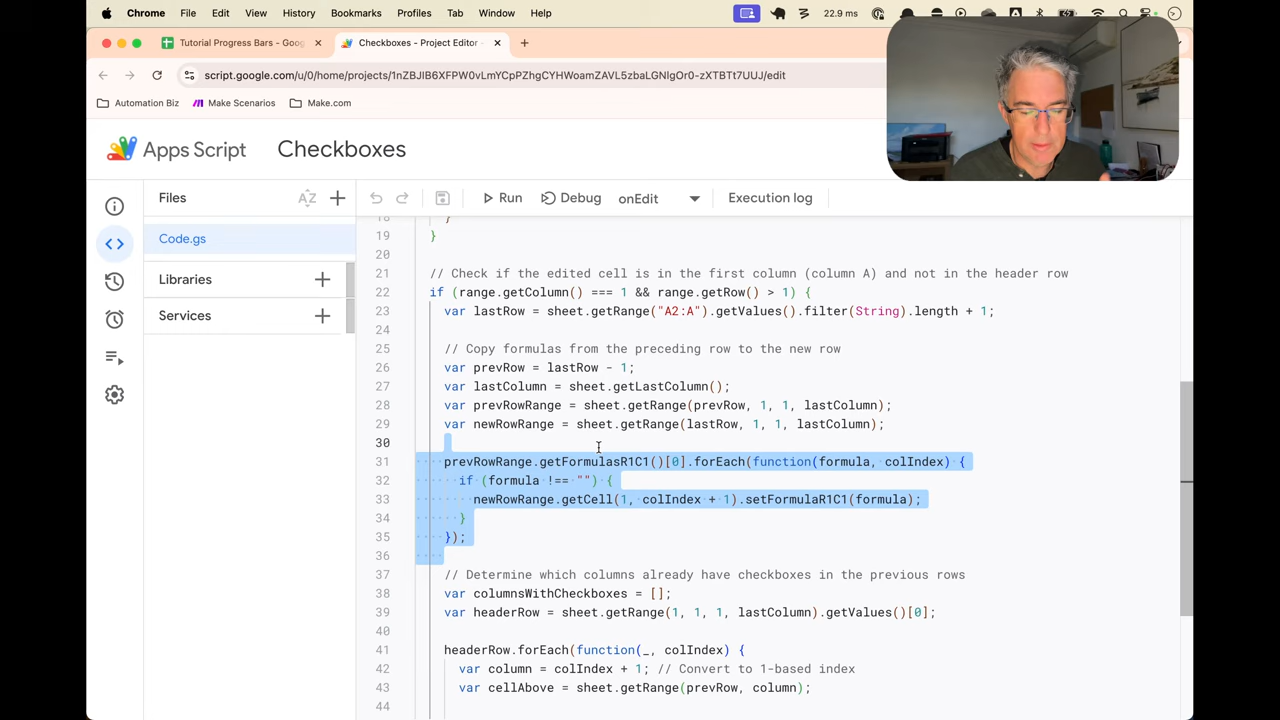 Chrome File Edit View History Bookmarks Profiles Tab Window Help 22.9 ms
Tutorial Progress Bars - Goog
Checkboxes - Project Editor -
script.google.com/u/0/home/projects/1nZBJIB6XFPW0vLmYCpPZhgCYHWoamZAVL5zbaLGNlgOr0-zXTBTt7UUJ/edit
Automation Biz Make Scenarios Make.com
Apps Script Checkboxes
Files AZ
Run Debug onEdit Execution log
Code.gs
Libraries
Services
18 }
19 }
20
21 // Check if the edited cell is in the first column (column A) and not in the header row
22 if (range.getColumn() === 1 && range.getRow() > 1) {
23 var lastRow = sheet.getRange("A2:A").getValues().filter(String).length + 1;
24
25 // Copy formulas from the preceding row to the new row
26 var prevRow = lastRow - 1;
27 var lastColumn = sheet.getLastColumn();
28 var prevRowRange = sheet.getRange(prevRow, 1, 1, lastColumn);
29 var newRowRange = sheet.getRange(lastRow, 1, 1, lastColumn);
30
31 prevRowRange.getFormulasR1C1()[0].forEach(function(formula, colIndex) {
32 if (formula !== "") {
33 newRowRange.getCell(1, colIndex + 1).setFormulaR1C1(formula);
34 }
35 });
36
37 // Determine which columns already have checkboxes in the previous rows
38 var columnsWithCheckboxes = [];
39 var headerRow = sheet.getRange(1, 1, 1, lastColumn).getValues()[0];
40
41 headerRow.forEach(function(_, colIndex) {
42 var column = colIndex + 1; // Convert to 1-based index
43 var cellAbove = sheet.getRange(prevRow, column);
44